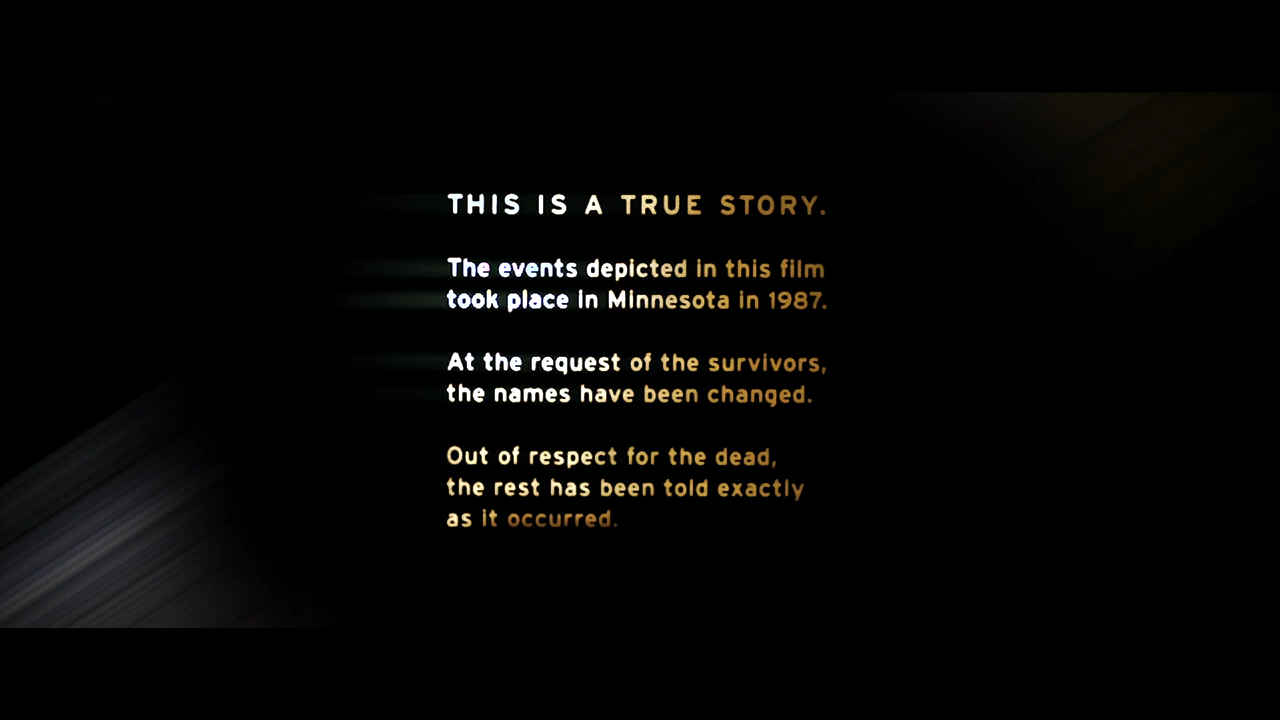 THIS IS A TRUE STORY.
The events depicted in this film
took place in Minnesota in 1987.
At the request of the survivors,
the names have been changed.
Out of respect for the dead,
the rest has been told exactly
as it occurred.